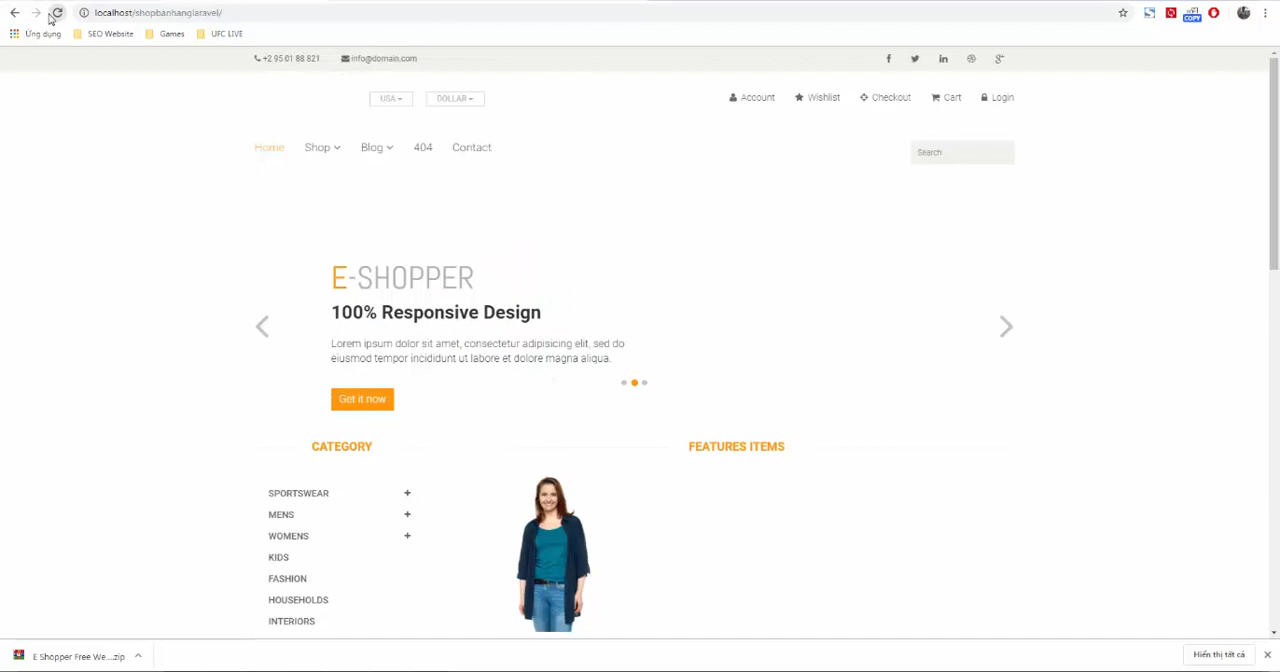 localhost/shopbanhanglaravel/
COPY
Ứng dụng SEO Website Games UFC LIVE
+2 95 01 88 821 info@domain.com
USA DOLLAR Account Wishlist Checkout Cart Login
Home Shop Blog 404 Contact Search
E-SHOPPER
100% Responsive Design
Lorem ipsum dolor sit amet, consectetur adipisicing elit, sed do
eiusmod tempor incididunt ut labore et dolore magna aliqua.
Get it now
CATEGORY FEATURES ITEMS
SPORTSWEAR
MENS
WOMENS
KIDS
FASHION
HOUSEHOLDS
INTERIORS
E Shopper Free We....zip Hiển thị tất cả